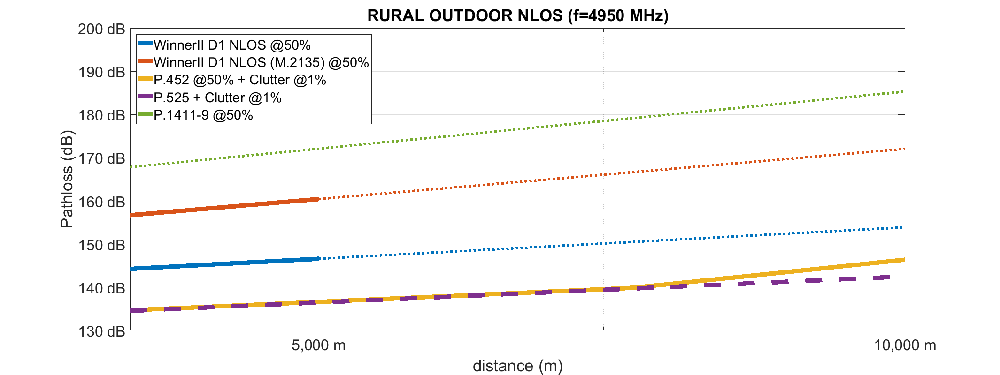 RURAL OUTDOOR NLOS (f=4950 MHz)
200 dB
190 dB
180 dB
170 dB
160 dB
150 dB
140 dB
130 dB
Pathloss (dB)
WinnerII D1 NLOS @50%
WinnerII D1 NLOS (M.2135) @50%
P.452 @50% + Clutter @1%
P.525 + Clutter @1%
P.1411-9 @50%
5,000 m
10,000 m
distance (m)